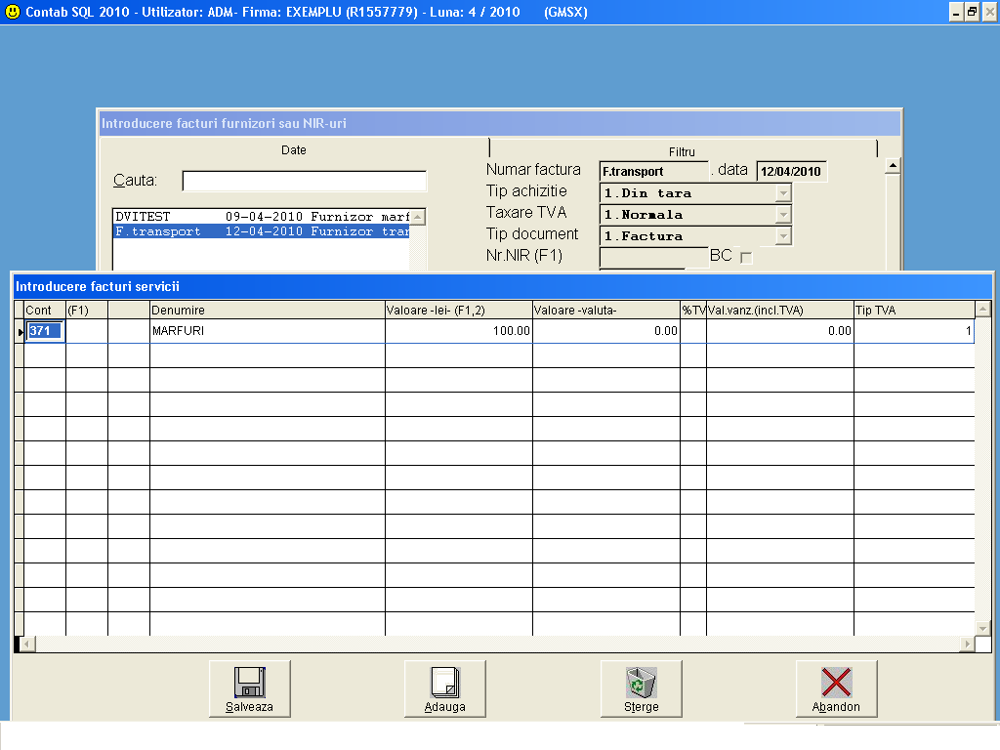 Contab SQL 2010 - Utilizator: ADM- Firma: EXEMPLU (R1557779) - Luna: 4 / 2010 (GMSX)
Introducere facturi furnizori sau NIR-uri
Date
Filtru
Cauta:
DVITEST 09-04-2010 Furnizor marf
F.transport 12-04-2010 Furnizor tran
Numar factura F.transport . data 12/04/2010
Tip achizitie 1.Din tara
Taxare TVA 1.Normala
Tip document 1.Factura
Nr.NIR (F1) BC
Introducere facturi servicii
Cont (F1) Denumire Valoare -lei- (F1,2) Valoare -valuta- %TV Val.vanz.(incl.TVA) Tip TVA
371 MARFURI 100.00 0.00 0.00 1
Salveaza Adauga Sterge Abandon